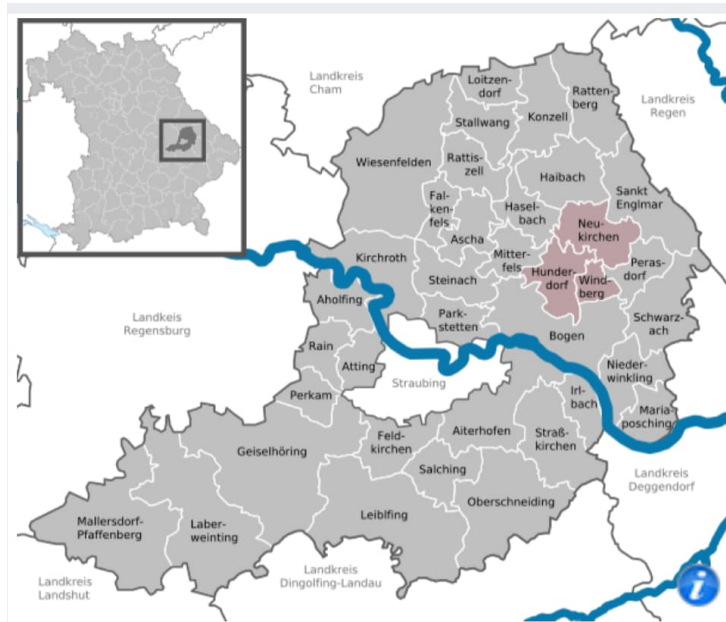 Landkreis
Cham
Loitzen-
dorf
Ratten-
berg
Landkreis
Regen
Stallwang
Konzell
Wiesenfelden
Rattis-
zell
Haibach
Sankt
Englmar
Fal-
ken-
fels
Hasel-
bach
Neu-
kirchen
Ascha
Mitter-
fels
Kirchroth
Steinach
Hunder-
dorf
Wind-
berg
Peras-
dorf
Aholfing
Park-
stetten
Schwarz-
ach
Landkreis
Regensburg
Bogen
Rain
Atting
Straubing
Nieder-
winkling
Perkam
Irl-
bach
Maria-
posching
Geiselhöring
Feld-
kirchen
Aiterhofen
Straß-
kirchen
Salching
Landkreis
Deggendorf
Oberschneiding
Leiblfing
Mallersdorf-
Pfaffenberg
Laber-
weinting
Landkreis
Landshut
Landkreis
Dingolfing-Landau
i